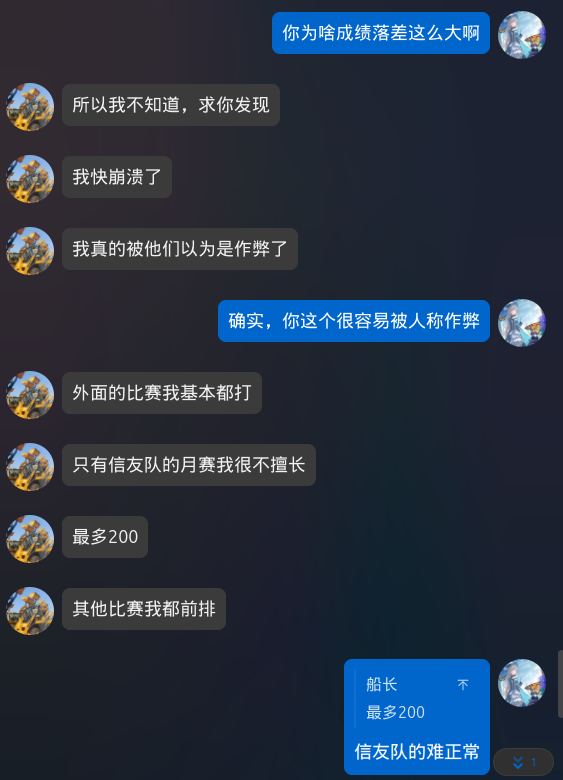 你为啥成绩落差这么大啊
所以我不知道，求你发现
我快崩溃了
我真的被他们以为是作弊了
确实，你这个很容易被人称作弊
外面的比赛我基本都打
只有信友队的月赛我很不擅长
最多200
其他比赛我都前排
船长
最多200
信友队的难正常
1